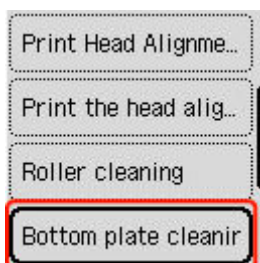 Print Head Alignme...
Print the head alig...
Roller cleaning
Bottom plate cleanir